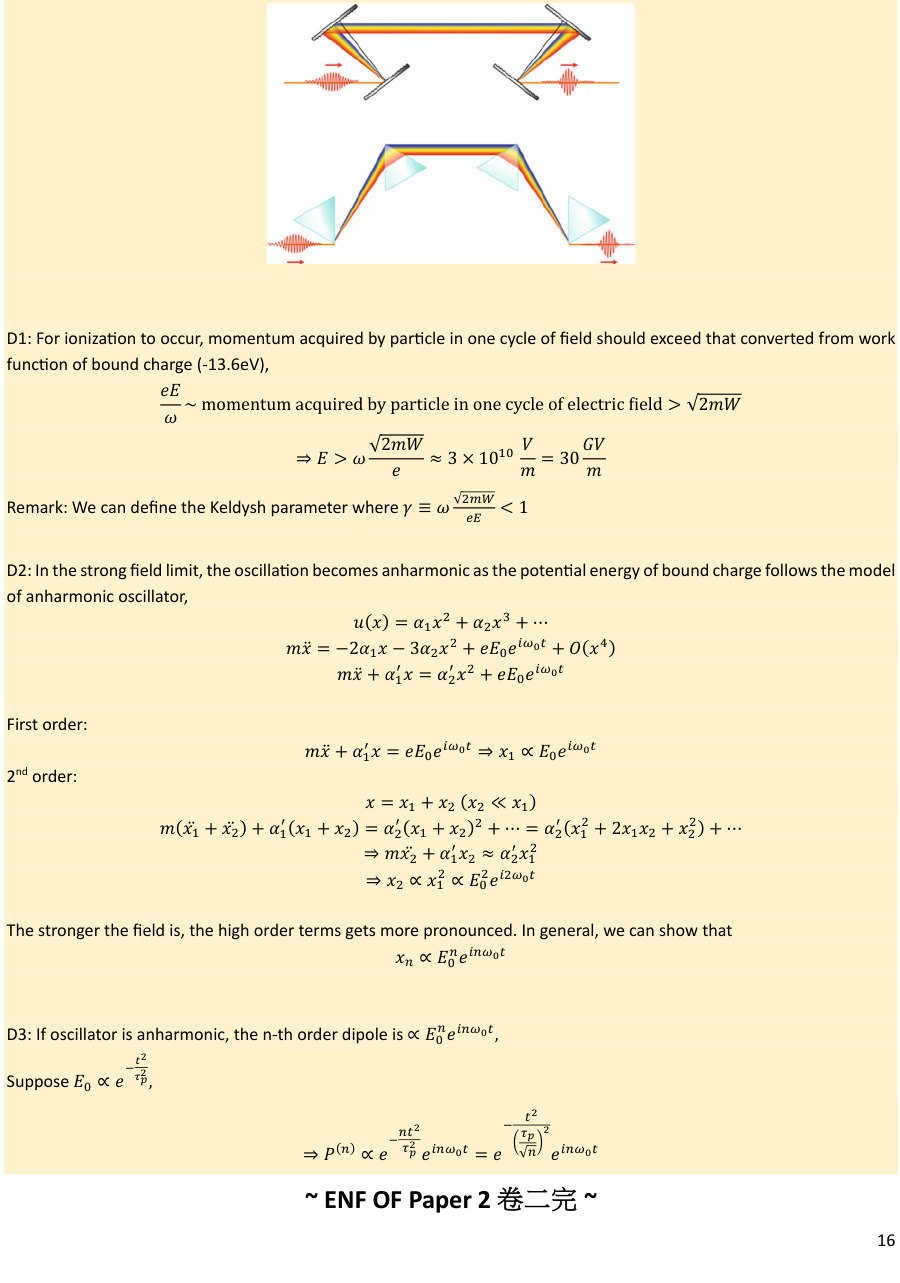 D1: For ionization to occur, momentum acquired by particle in one cycle of field should exceed that converted from work
function of bound charge (-13.6eV),
eE/ω ~ momentum acquired by particle in one cycle of electric field > √(2mW)
⇒ E > ω √(2mW)/e ≈ 3 × 10^10 V/m = 30 GV/m
Remark: We can define the Keldysh parameter where γ ≡ ω √(2mW)/eE < 1
D2: In the strong field limit, the oscillation becomes anharmonic as the potential energy of bound charge follows the model
of anharmonic oscillator,
u(x) = α₁x² + α₂x³ + ⋯
mẍ = −2α₁x − 3α₂x² + eE₀e^{iω₀t} + O(x⁴)
mẍ + α₁′x = α₂′x² + eE₀e^{iω₀t}
First order:
mẍ + α₁′x = eE₀e^{iω₀t} ⇒ x₁ ∝ E₀e^{iω₀t}
2nd order:
x = x₁ + x₂ (x₂ ≪ x₁)
m(ẍ₁ + ẍ₂) + α₁′(x₁ + x₂) = α₂′(x₁ + x₂)² + ⋯ = α₂′(x₁² + 2x₁x₂ + x₂²) + ⋯
⇒ mẍ₂ + α₁′x₂ ≈ α₂′x₁²
⇒ x₂ ∝ x₁² ∝ E₀²e^{i2ω₀t}
The stronger the field is, the high order terms gets more pronounced. In general, we can show that
xₙ ∝ E₀ⁿe^{inω₀t}
D3: If oscillator is anharmonic, the n-th order dipole is ∝ E₀ⁿe^{inω₀t},
Suppose E₀ ∝ e^{−t²/τₚ²},
⇒ P⁽ⁿ⁾ ∝ e^{−nt²/τₚ²} e^{inω₀t} = e^{−t²/(τₚ/√n)²} e^{inω₀t}
~ ENF OF Paper 2 卷二完 ~
16